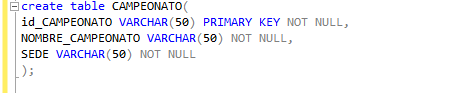 create table CAMPEONATO(
id_CAMPEONATO VARCHAR(50) PRIMARY KEY NOT NULL,
NOMBRE_CAMPEONATO VARCHAR(50) NOT NULL,
SEDE VARCHAR(50) NOT NULL
);